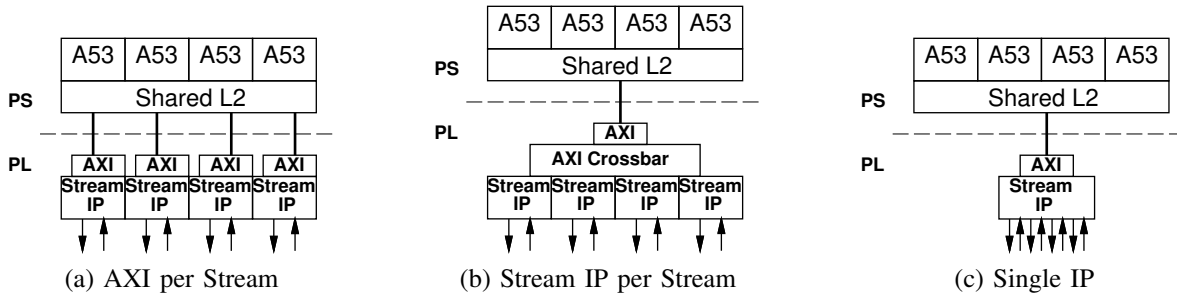 A53 A53 A53 A53
Shared L2
PS
PL
AXI AXI AXI AXI
Stream IP Stream IP Stream IP Stream IP
(a) AXI per Stream
A53 A53 A53 A53
Shared L2
PS
PL
AXI
AXI Crossbar
Stream IP Stream IP Stream IP Stream IP
(b) Stream IP per Stream
A53 A53 A53 A53
Shared L2
PS
PL
AXI
Stream IP
(c) Single IP